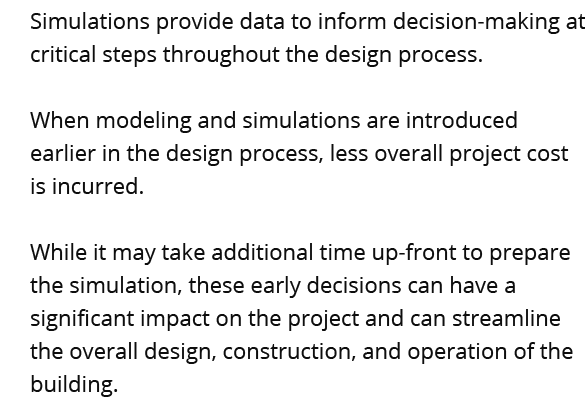 Simulations provide data to inform decision-making at
critical steps throughout the design process.
When modeling and simulations are introduced
earlier in the design process, less overall project cost
is incurred.
While it may take additional time up-front to prepare
the simulation, these early decisions can have a
significant impact on the project and can streamline
the overall design, construction, and operation of the
building.